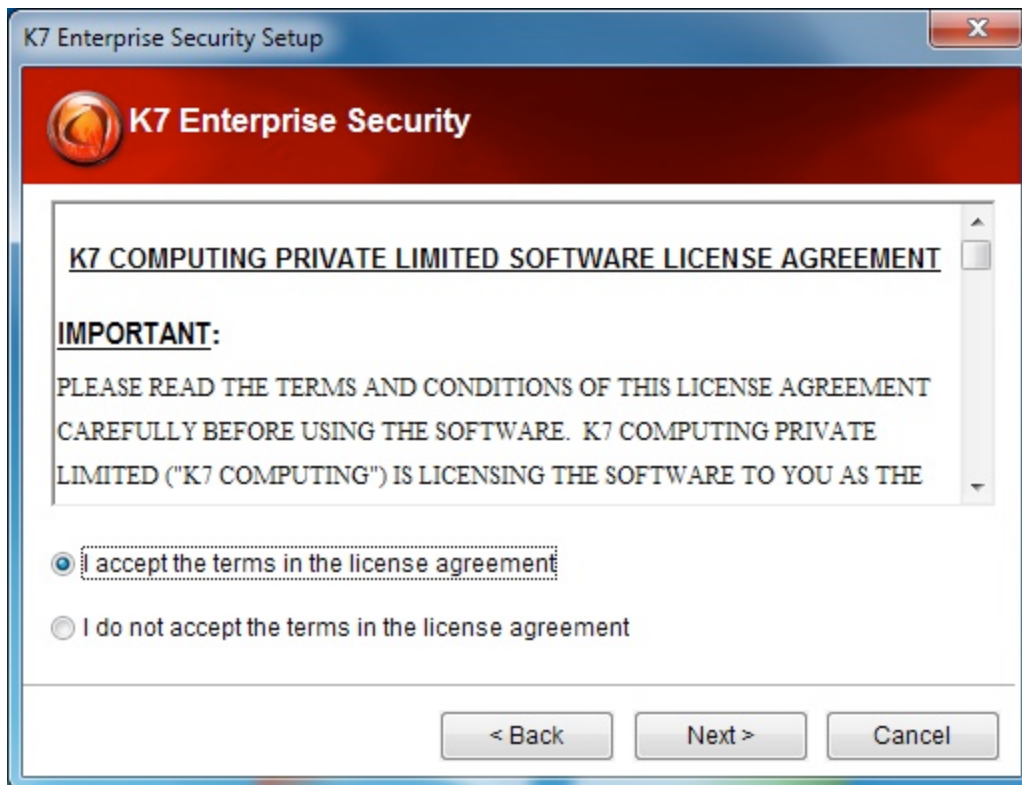 K7 Enterprise Security Setup
K7 Enterprise Security
K7 COMPUTING PRIVATE LIMITED SOFTWARE LICENSE AGREEMENT
IMPORTANT:
PLEASE READ THE TERMS AND CONDITIONS OF THIS LICENSE AGREEMENT
CAREFULLY BEFORE USING THE SOFTWARE. K7 COMPUTING PRIVATE
LIMITED ("K7 COMPUTING") IS LICENSING THE SOFTWARE TO YOU AS THE
I accept the terms in the license agreement
I do not accept the terms in the license agreement
< Back Next > Cancel